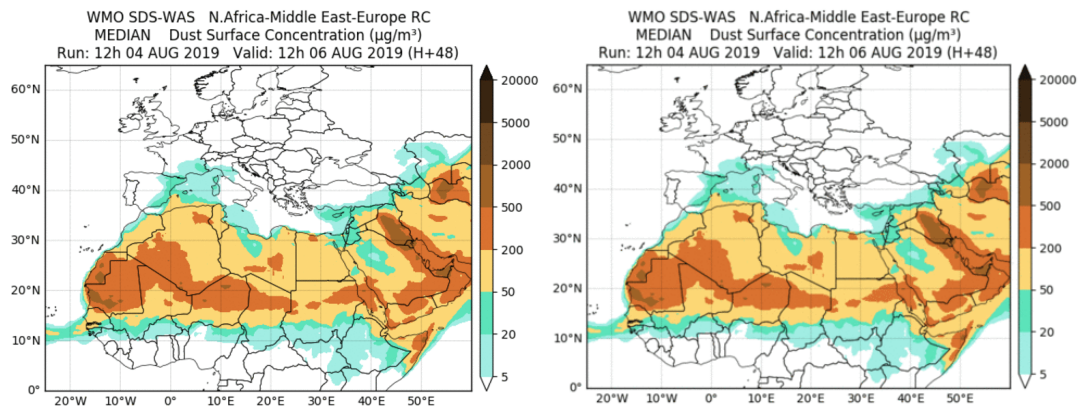 WMO SDS-WAS N.Africa-Middle East-Europe RC
MEDIAN Dust Surface Concentration (µg/m³)
Run: 12h 04 AUG 2019 Valid: 12h 06 AUG 2019 (H+48)
60°N
50°N
40°N
30°N
20°N
10°N
0°
20°W 10°W 0° 10°E 20°E 30°E 40°E 50°E
20000
5000
2000
500
200
50
20
5
WMO SDS-WAS N.Africa-Middle East-Europe RC
MEDIAN Dust Surface Concentration (µg/m³)
Run: 12h 04 AUG 2019 Valid: 12h 06 AUG 2019 (H+48)
60°N
50°N
40°N
30°N
20°N
10°N
0°
20°W 10°W 0° 10°E 20°E 30°E 40°E 50°E
20000
5000
2000
500
200
50
20
5